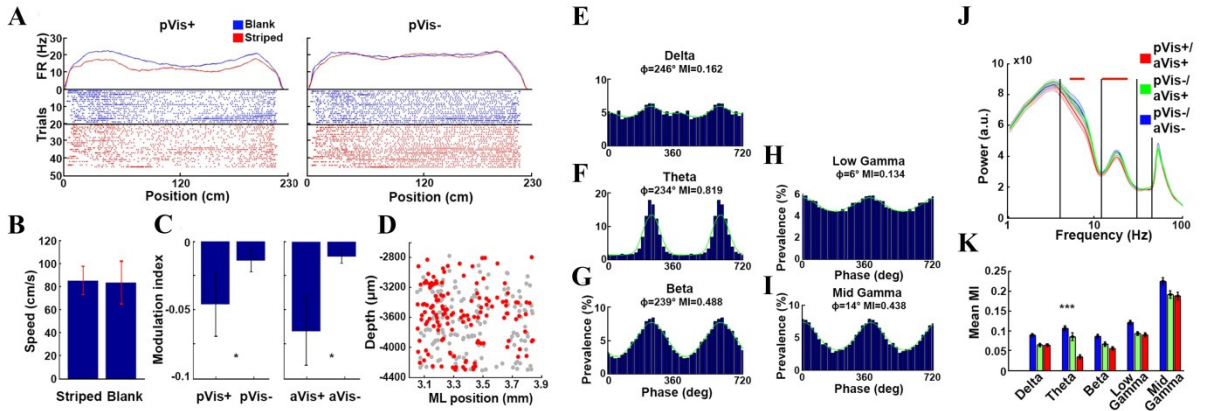 A
pVis+
pVis-
Blank
Striped
FR (Hz)
40
30
20
10
0
Trials
10
20
30
40
50
0
120
230
0
120
230
Position (cm)
Position (cm)
B
Speed (cm/s)
120
100
80
60
40
20
0
Striped Blank
C
Modulation index
0
-0.05
-0.1
*
*
pVis+ pVis-
aVis+ aVis-
D
Depth (μm)
-2800
-3200
-3600
-4000
-4400
3.1 3.3 3.5 3.7 3.9
ML position (mm)
E
Delta
ϕ=246° MI=0.162
10
5
0
0 360 720
F
Theta
ϕ=234° MI=0.819
20
15
10
5
0
0 360 720
G
Beta
ϕ=239° MI=0.488
Prevalence (%)
10
5
0
0 360 720
Phase (deg)
H
Low Gamma
ϕ=6° MI=0.134
Prevalence (%)
6
4
2
0
0 360 720
Phase (deg)
I
Mid Gamma
ϕ=14° MI=0.438
Prevalence (%)
10
5
0
0 360 720
Phase (deg)
J
x10
Power (a.u.)
10
8
6
4
2
0
1 10 100
Frequency (Hz)
pVis+/
aVis+
pVis-/
aVis+
pVis-/
aVis-
K
Mean MI
0.25
0.2
0.15
0.1
0.05
***
Delta
Theta
Beta
Low
Gamma
Mid
Gamma